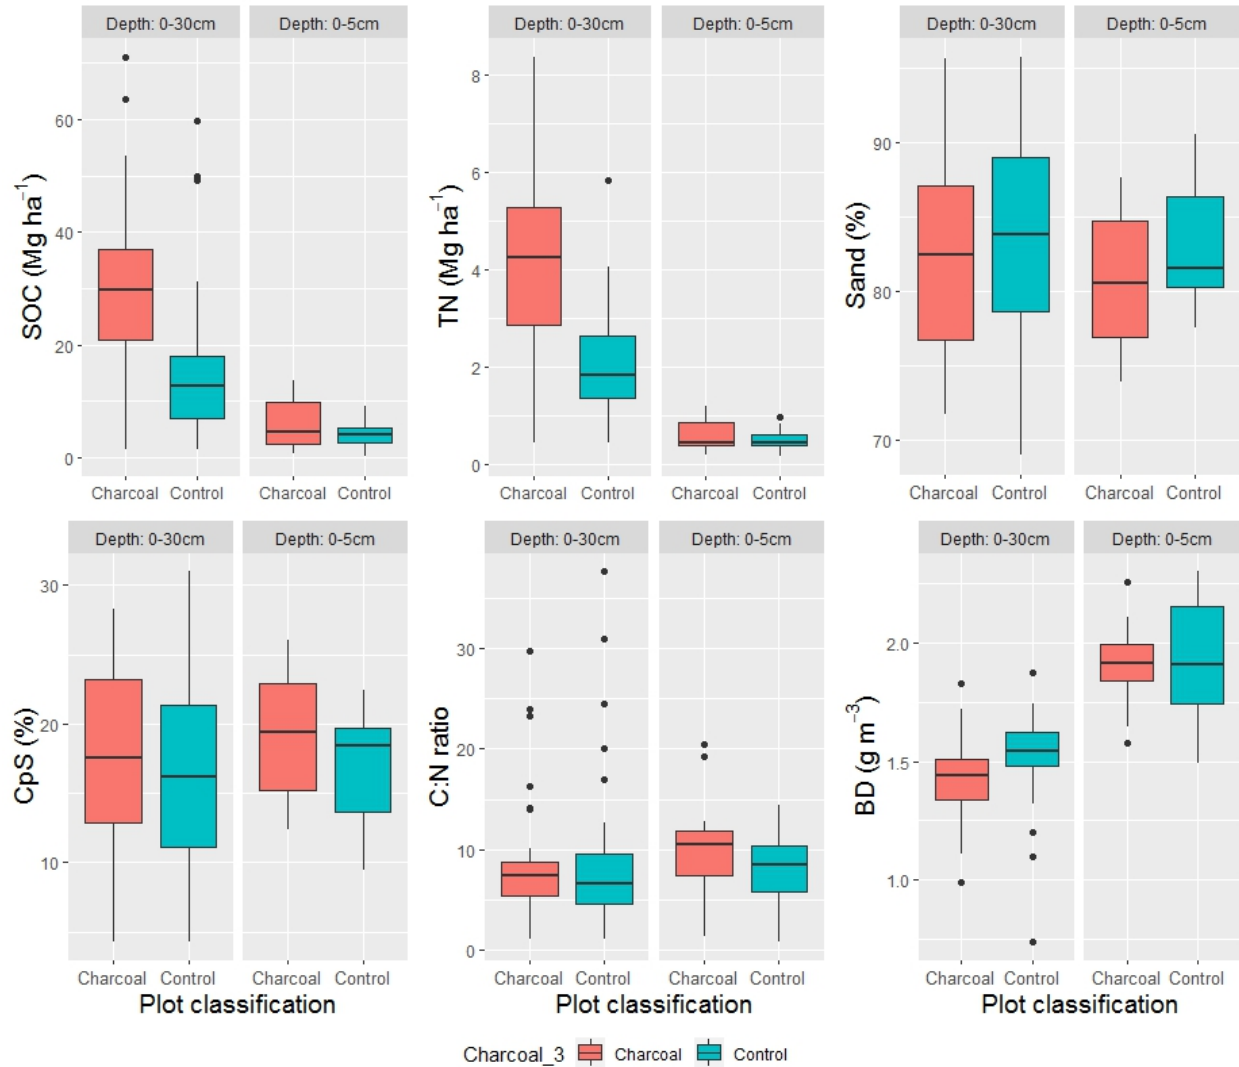 Depth: 0-30cm Depth: 0-5cm
SOC (Mg ha⁻¹)
60
40
20
0
Charcoal Control Charcoal Control
Depth: 0-30cm Depth: 0-5cm
TN (Mg ha⁻¹)
8
6
4
2
0
Charcoal Control Charcoal Control
Depth: 0-30cm Depth: 0-5cm
Sand (%)
90
80
70
Charcoal Control Charcoal Control
Depth: 0-30cm Depth: 0-5cm
CpS (%)
30
20
10
Charcoal Control Charcoal Control
Plot classification
Depth: 0-30cm Depth: 0-5cm
C:N ratio
30
20
10
0
Charcoal Control Charcoal Control
Plot classification
Depth: 0-30cm Depth: 0-5cm
BD (g m⁻³)
2.0
1.5
1.0
Charcoal Control Charcoal Control
Plot classification
Charcoal_3 Charcoal Control